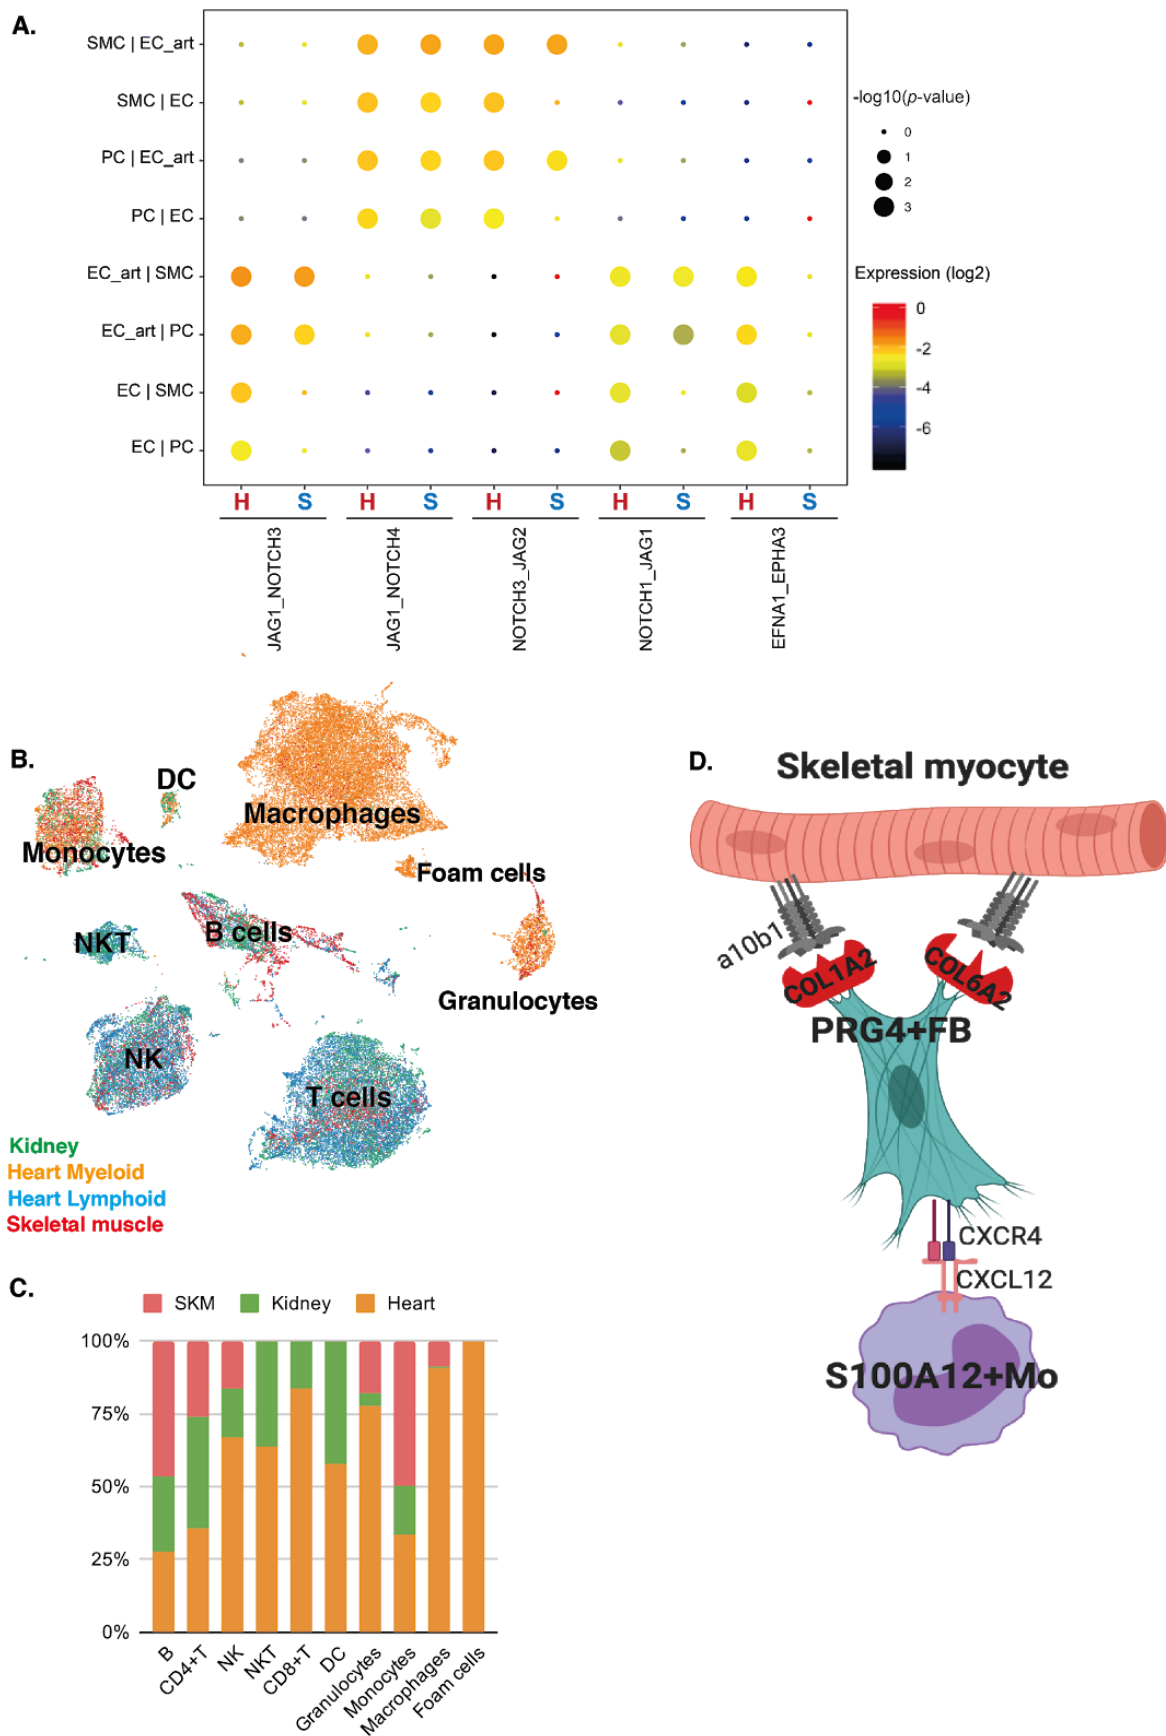 A.
SMC | EC_art
SMC | EC
PC | EC_art
PC | EC
EC_art | SMC
EC_art | PC
EC | SMC
EC | PC
H S H S H S H S H S
JAG1_NOTCH3
JAG1_NOTCH4
NOTCH3_JAG2
NOTCH1_JAG1
EFNA1_EPHA3
-log10(p-value)
0
1
2
3
Expression (log2)
0
-2
-4
-6
B.
DC
Macrophages
Monocytes
Foam cells
B cells
NKT
Granulocytes
NK
T cells
Kidney
Heart Myeloid
Heart Lymphoid
Skeletal muscle
C.
SKM Kidney Heart
100%
75%
50%
25%
0%
B
CD4+T
NK
NKT
CD8+T
DC
Granulocytes
Monocytes
Macrophages
Foam cells
D.
Skeletal myocyte
a10b1
COL1A2
COL6A2
PRG4+FB
CXCR4
CXCL12
S100A12+Mo